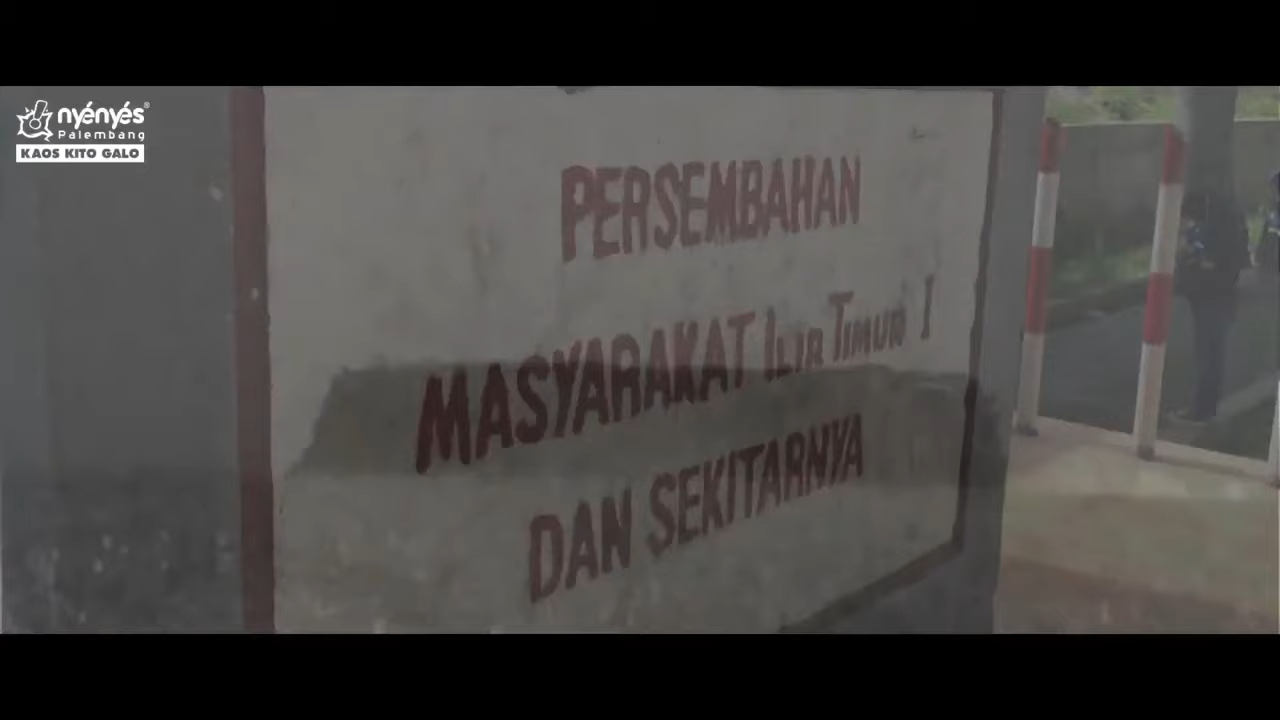 nyényés®
Palembang
KAOS KITO GALO
PERSEMBAHAN
MASYARAKAT ILIR TIMUR I
DAN SEKITARNYA